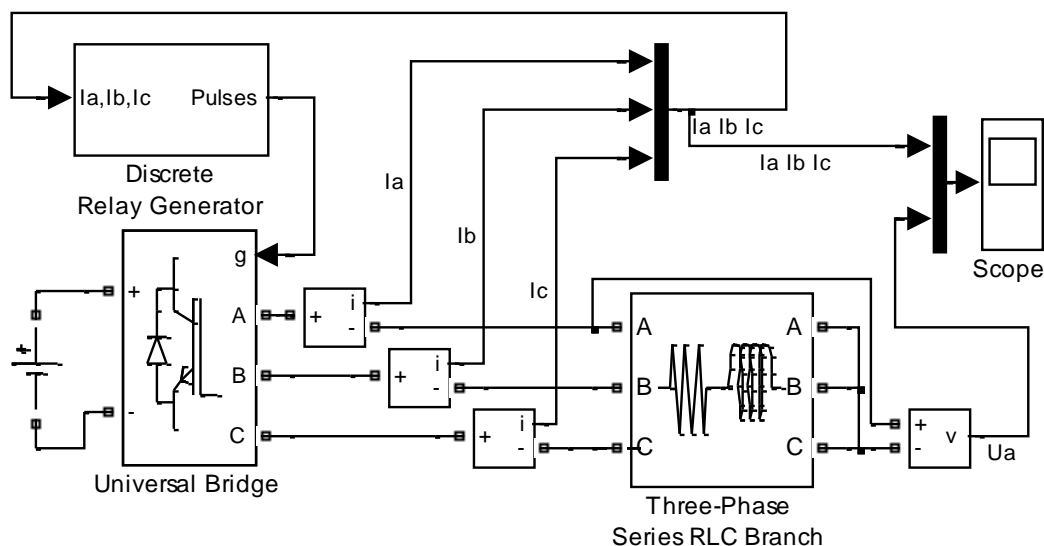 Ia,Ib,Ic
Pulses
Discrete
Relay Generator
Ia Ib Ic
Ia Ib Ic
Ia
Ib
Ic
Scope
g
+
-
A
B
C
Universal Bridge
+
+
i
-
+
i
-
+
i
-
A
B
C
A
B
C
Three-Phase
Series RLC Branch
+
-
v
Ua